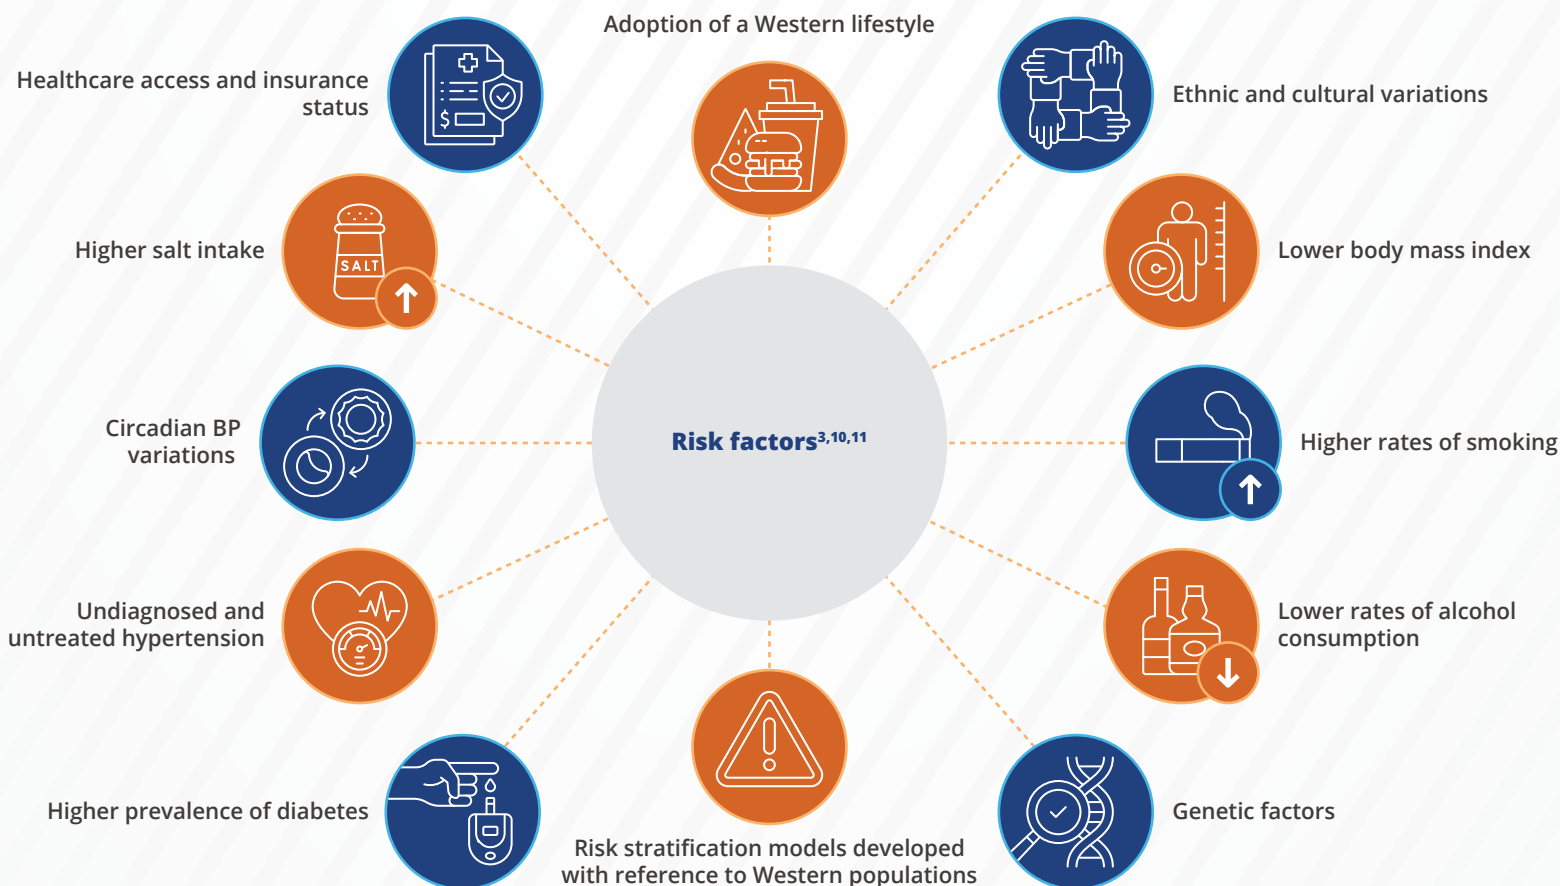 Adoption of a Western lifestyle
Healthcare access and insurance
status
$
Ethnic and cultural variations
Higher salt intake
SALT
Lower body mass index
Circadian BP
variations
Risk factors3,10,11
Higher rates of smoking
Undiagnosed and
untreated hypertension
Lower rates of alcohol
consumption
Higher prevalence of diabetes
Genetic factors
Risk stratification models developed
with reference to Western populations